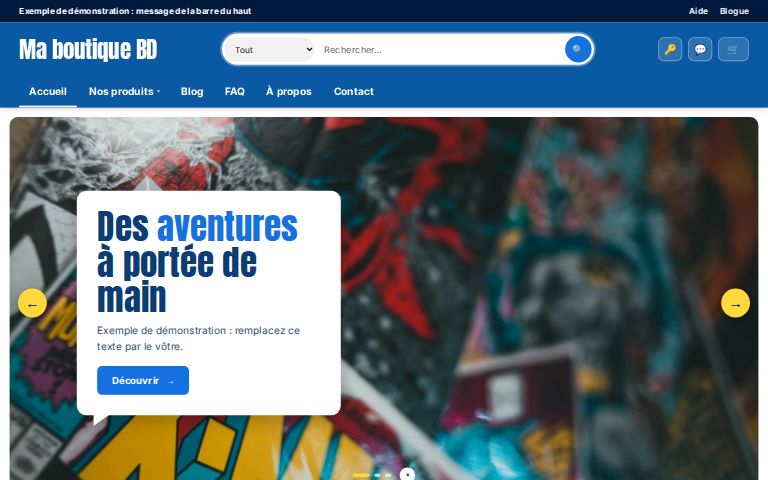 Exemple de démonstration : message de la barre du haut
Aide
Blogue
Ma boutique BD
Tout
Rechercher...
Accueil
Nos produits
Blog
FAQ
À propos
Contact
Des aventures
à portée de
main
Exemple de démonstration : remplacez ce
texte par le vôtre.
Découvrir →